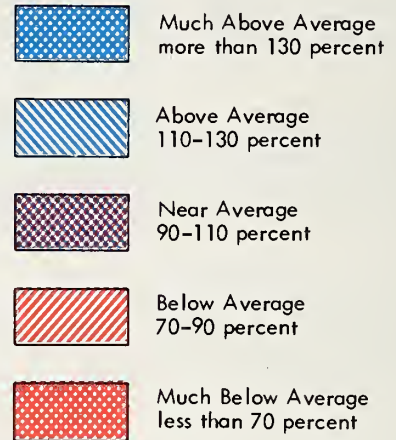 Much Above Average
more than 130 percent
Above Average
110-130 percent
Near Average
90-110 percent
Below Average
70-90 percent
Much Below Average
less than 70 percent